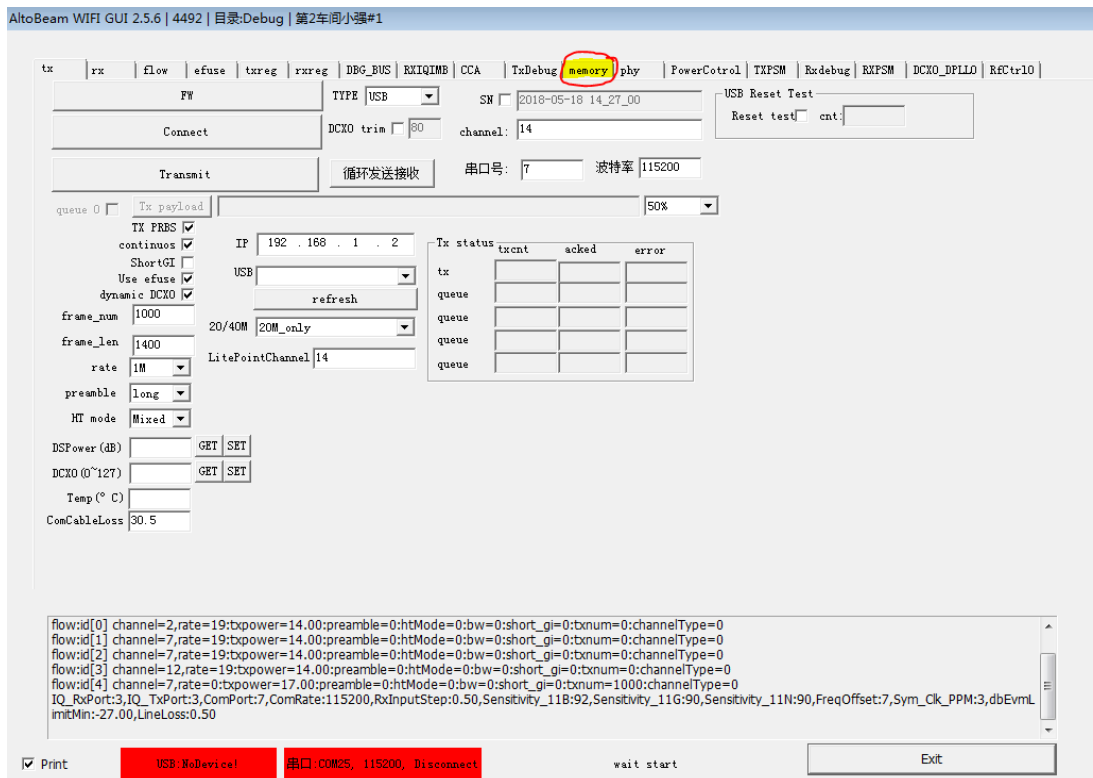 AltoBeam WIFI GUI 2.5.6 | 4492 | 目录:Debug | 第2车间小强#1
tx rx flow efuse txreg rxreg DBG_BUS RXIQIMB CCA TxDebug memory phy PowerCotrol TXPSM Rxdebug RXPSM DCXO_DPLLO RfCtrlO
FW TYPE USB SN 2018-05-18 14_27_00 USB Reset Test
Reset test cnt:
Connect DCXO trim 80 channel: 14
Transmit 循环发送接收 串口号: 7 波特率 115200
queue 0 Tx payload 50%
TX PRBS
continuos IP 192 . 168 . 1 . 2 Tx status txcnt acked error
ShortGI
Use efuse USB tx
dynamic DCXO refresh queue
frame_num 1000 20/40M 20M_only queue
frame_len 1400 LitePointChannel 14 queue
rate 1M queue
preamble long
HT mode Mixed
DSPower(dB) GET SET
DCXO(0~127) GET SET
Temp(° C)
ComCableLoss 30.5
flow:id[0] channel=2,rate=19:txpower=14.00:preamble=0:htMode=0:bw=0:short_gi=0:txnum=0:channelType=0
flow:id[1] channel=7,rate=19:txpower=14.00:preamble=0:htMode=0:bw=0:short_gi=0:txnum=0:channelType=0
flow:id[2] channel=7,rate=19:txpower=14.00:preamble=0:htMode=0:bw=0:short_gi=0:txnum=0:channelType=0
flow:id[3] channel=12,rate=19:txpower=14.00:preamble=0:htMode=0:bw=0:short_gi=0:txnum=0:channelType=0
flow:id[4] channel=7,rate=0:txpower=17.00:preamble=0:htMode=0:bw=0:short_gi=0:txnum=1000:channelType=0
IQ_RxPort:3,IQ_TxPort:3,ComPort:7,ComRate:115200,RxInputStep:0.50,Sensitivity_11B:92,Sensitivity_11G:90,Sensitivity_11N:90,FreqOffset:7,Sym_Clk_PPM:3,dbEvmL
imitMin:-27.00,LineLoss:0.50
Print USB:NoDevice! 串口:COM25, 115200, Disconnect wait start Exit